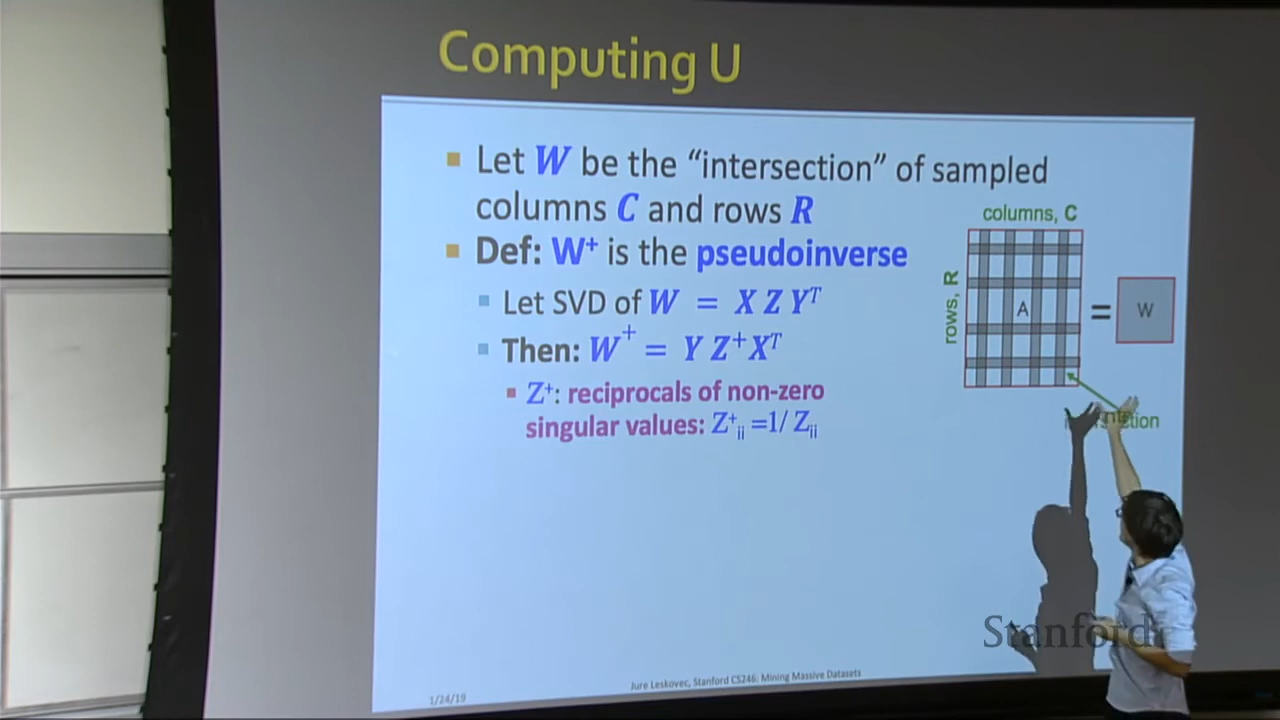 Computing U
Let W be the “intersection” of sampled
columns C and rows R
Def: W⁺ is the pseudoinverse
Let SVD of W = X Z Yᵀ
Then: W⁺ = Y Z⁺Xᵀ
Z⁺: reciprocals of non-zero
singular values: Z⁺ᵢᵢ =1/ Zᵢᵢ
columns, C
rows, R
A
=
W
Stanford
1/24/19
Jure Leskovec, Stanford CS246: Mining Massive Datasets